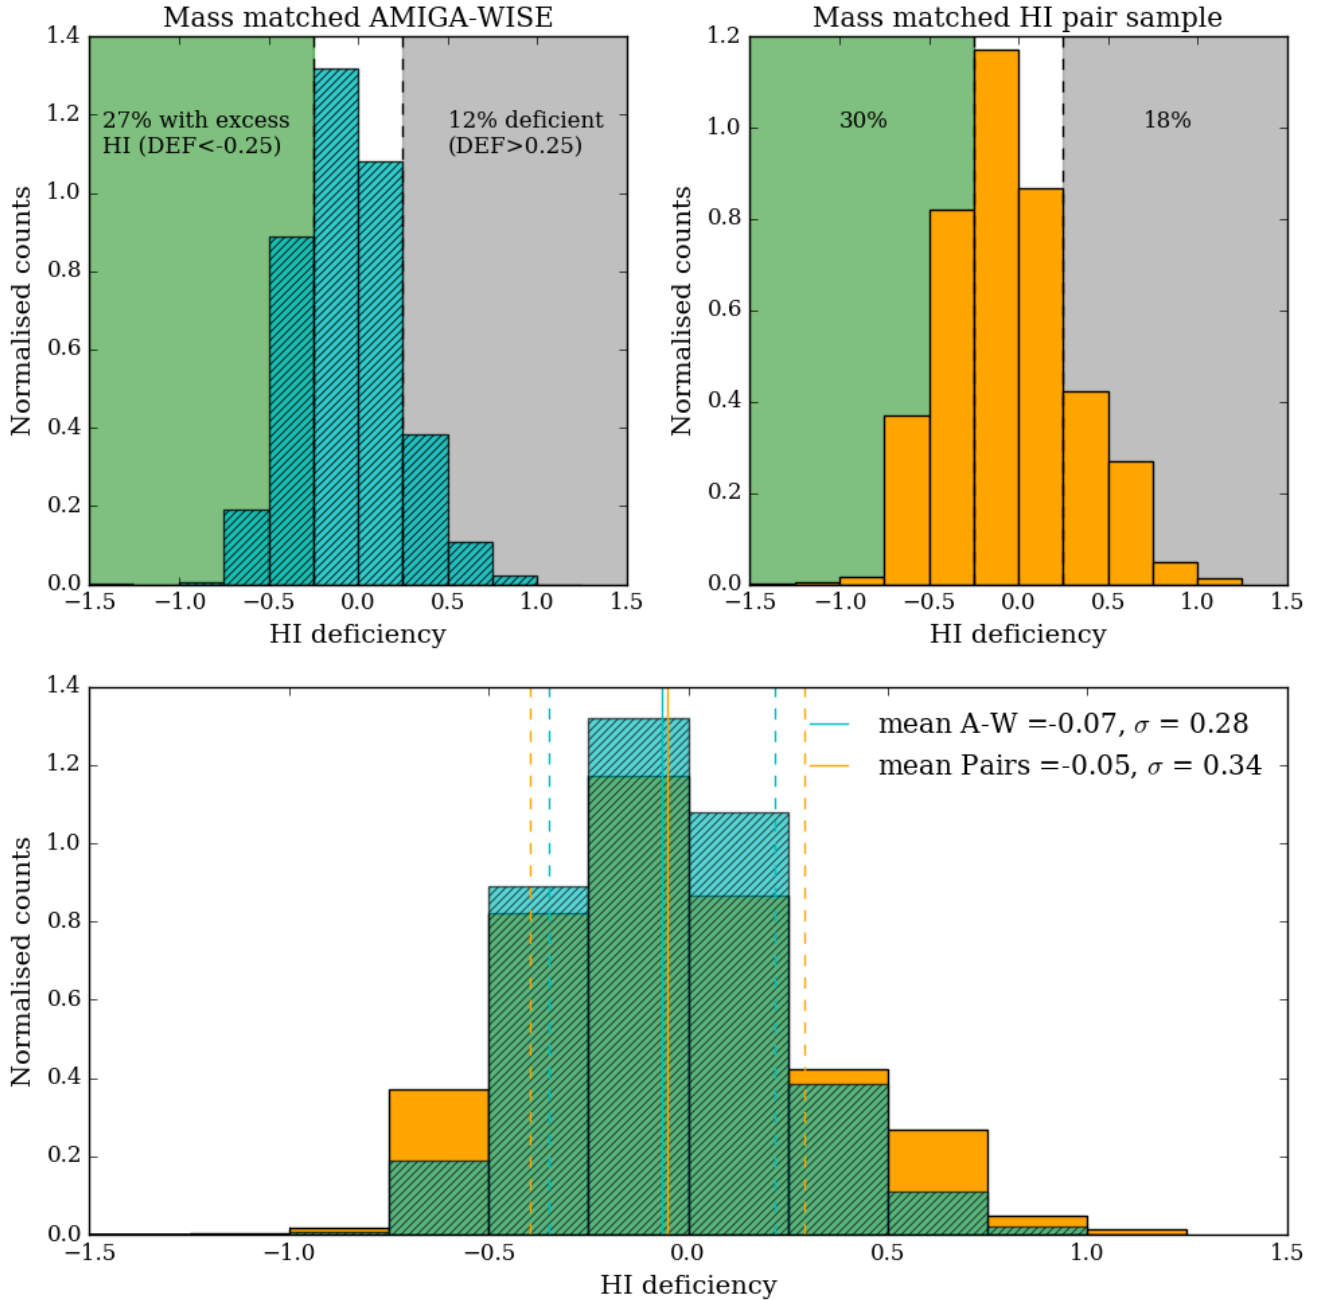 Mass matched AMIGA-WISE
1.4
1.2
1.0
0.8
0.6
0.4
0.2
0.0
Normalised counts
27% with excess
HI (DEF<-0.25)
12% deficient
(DEF>0.25)
−1.5 −1.0 −0.5 0.0 0.5 1.0 1.5
HI deficiency
Mass matched HI pair sample
1.2
1.0
0.8
0.6
0.4
0.2
0.0
Normalised counts
30%
18%
−1.5 −1.0 −0.5 0.0 0.5 1.0 1.5
HI deficiency
1.4
1.2
1.0
0.8
0.6
0.4
0.2
0.0
Normalised counts
mean A-W =-0.07, σ = 0.28
mean Pairs =-0.05, σ = 0.34
−1.5 −1.0 −0.5 0.0 0.5 1.0 1.5
HI deficiency